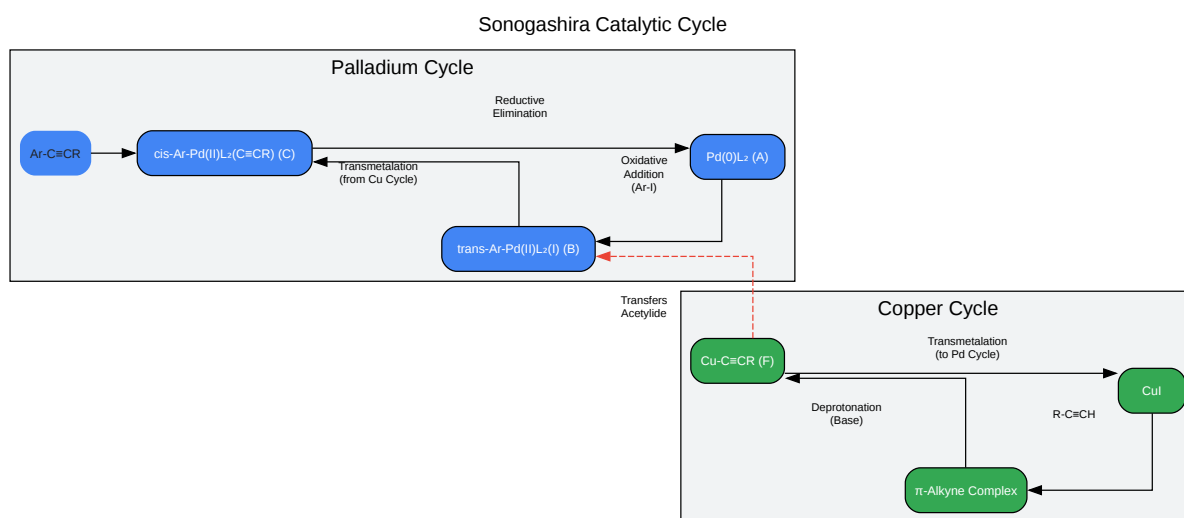 Sonogashira Catalytic Cycle
Palladium Cycle
Reductive
Elimination
Ar-C≡CR
cis-Ar-Pd(II)L₂(C≡CR) (C)
Pd(0)L₂ (A)
Transmetalation
(from Cu Cycle)
Oxidative
Addition
(Ar-I)
trans-Ar-Pd(II)L₂(I) (B)
Transfers
Acetylide
Copper Cycle
Transmetalation
(to Pd Cycle)
Cu-C≡CR (F)
CuI
Deprotonation
(Base)
R-C≡CH
π-Alkyne Complex